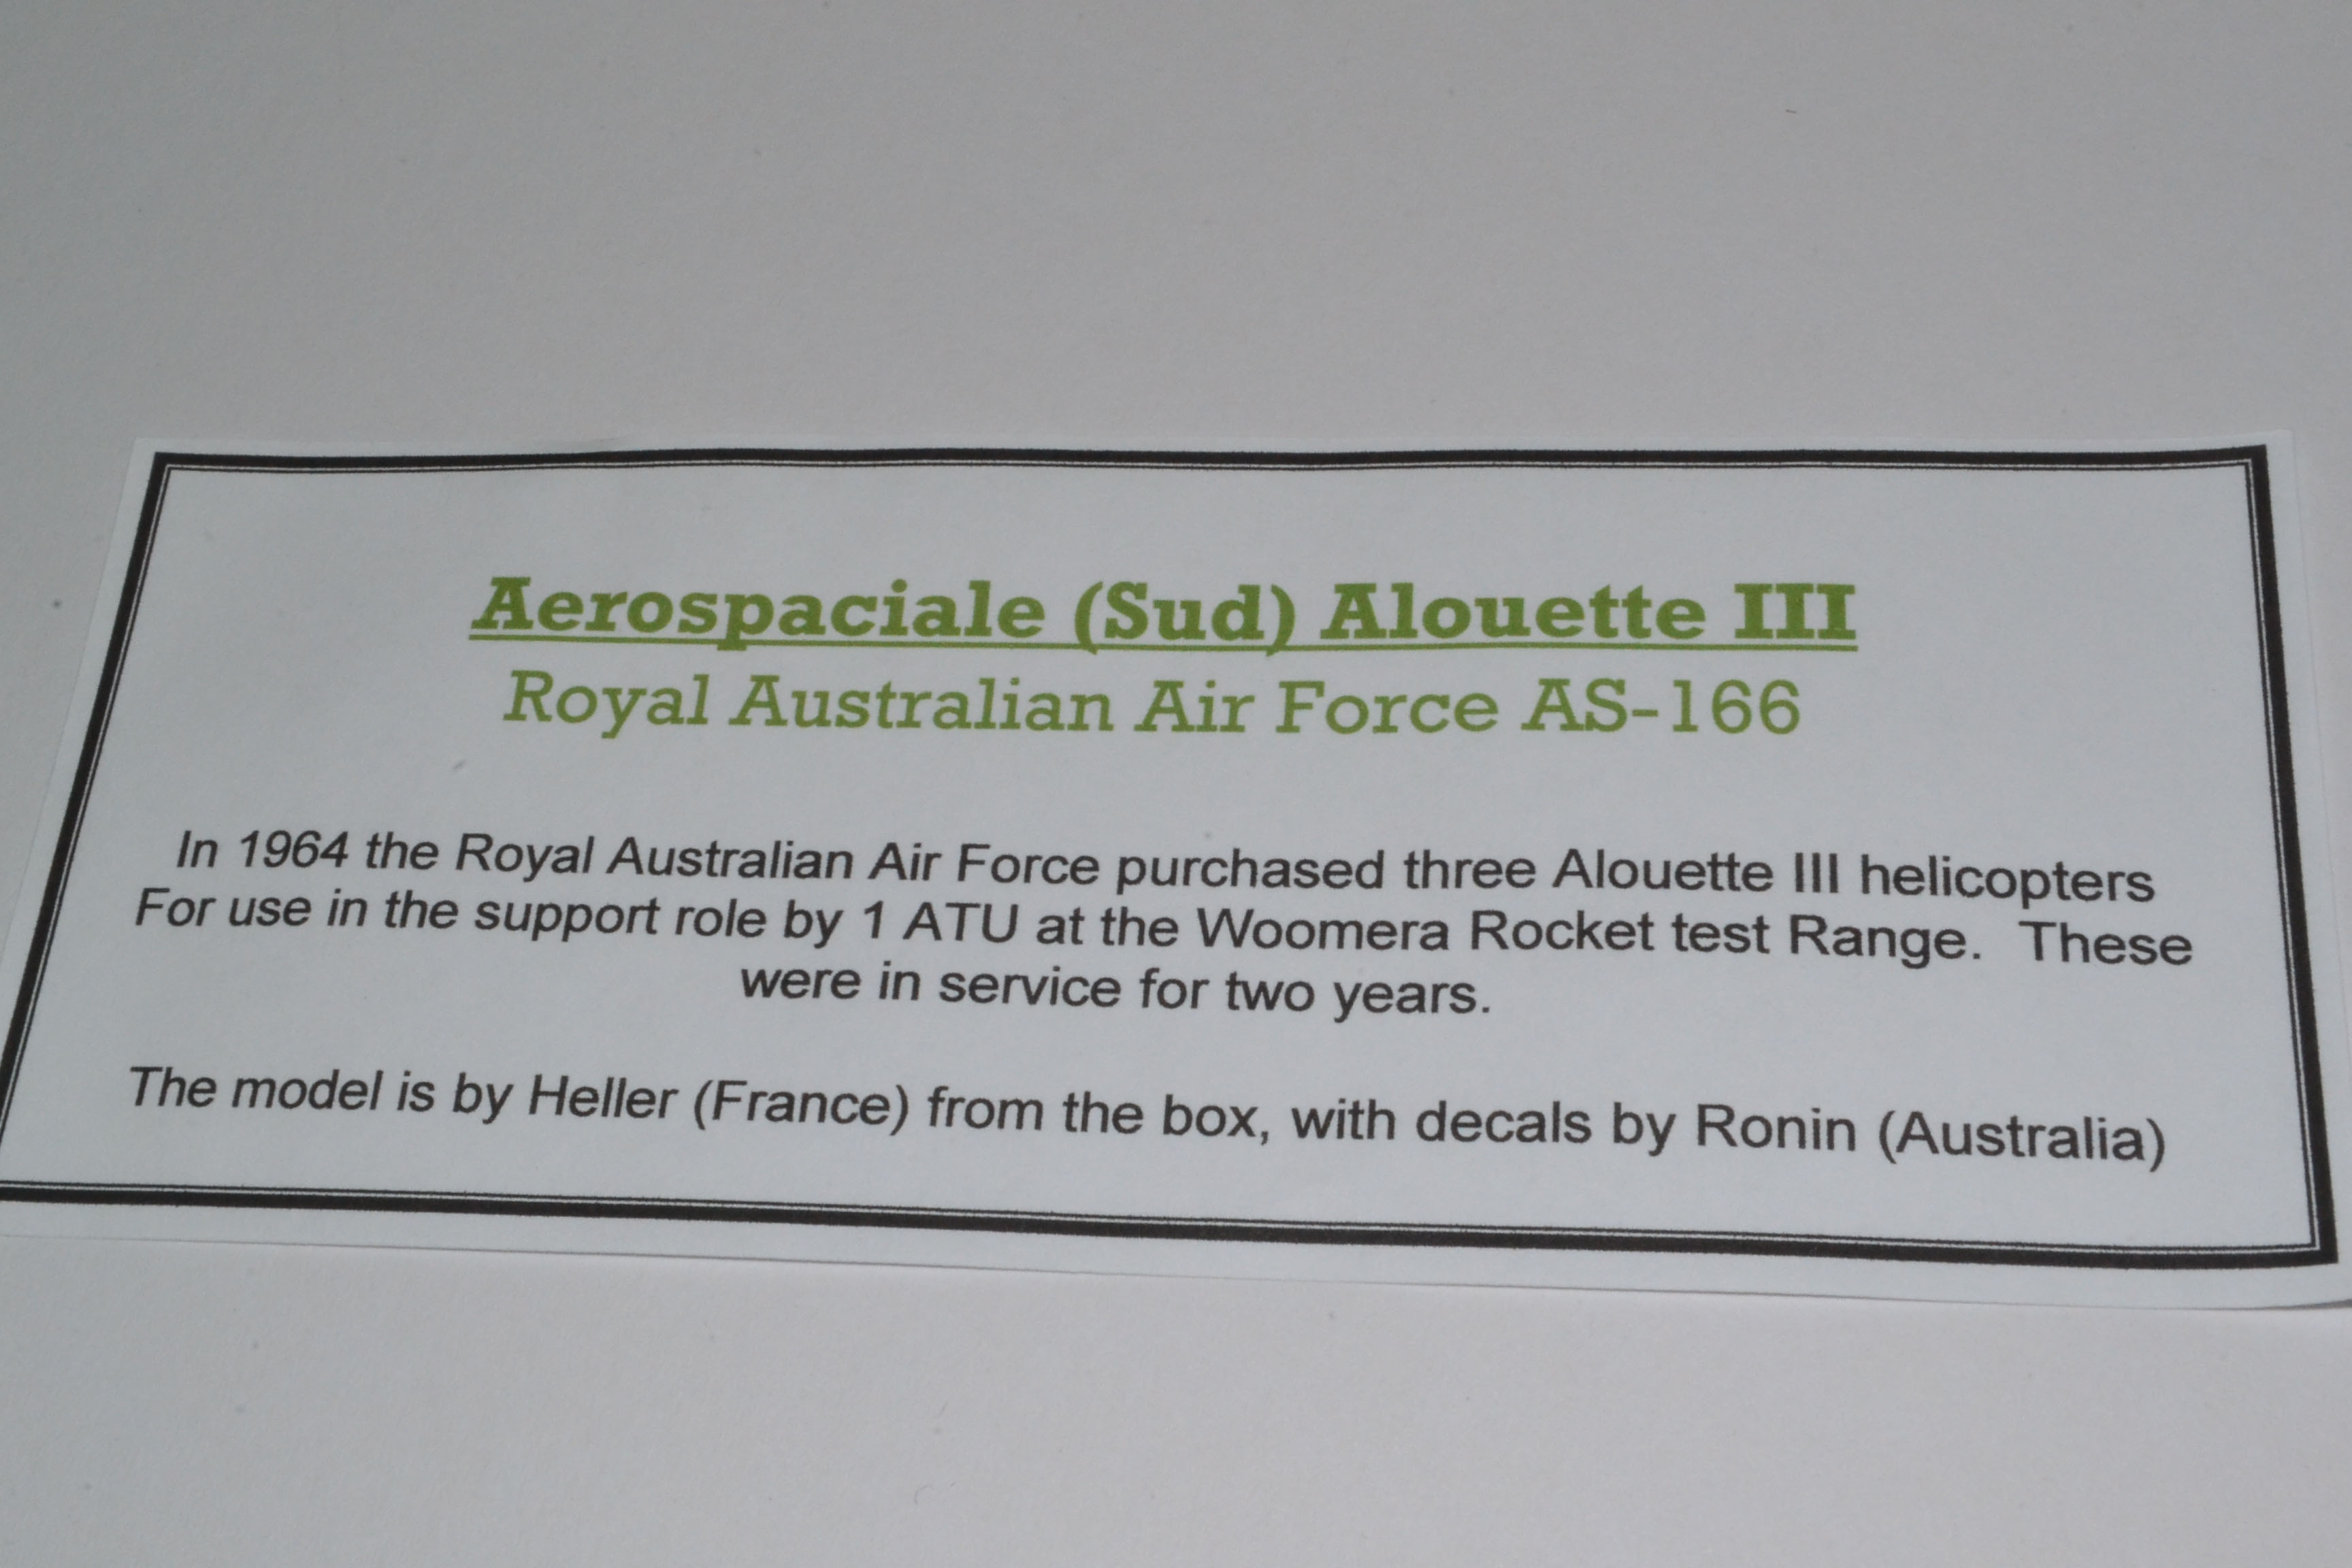 Aerospaciale (Sud) Alouette III
Royal Australian Air Force AS-166
In 1964 the Royal Australian Air Force purchased three Alouette III helicopters
For use in the support role by 1 ATU at the Woomera Rocket test Range.  These
were in service for two years.
The model is by Heller (France) from the box, with decals by Ronin (Australia)